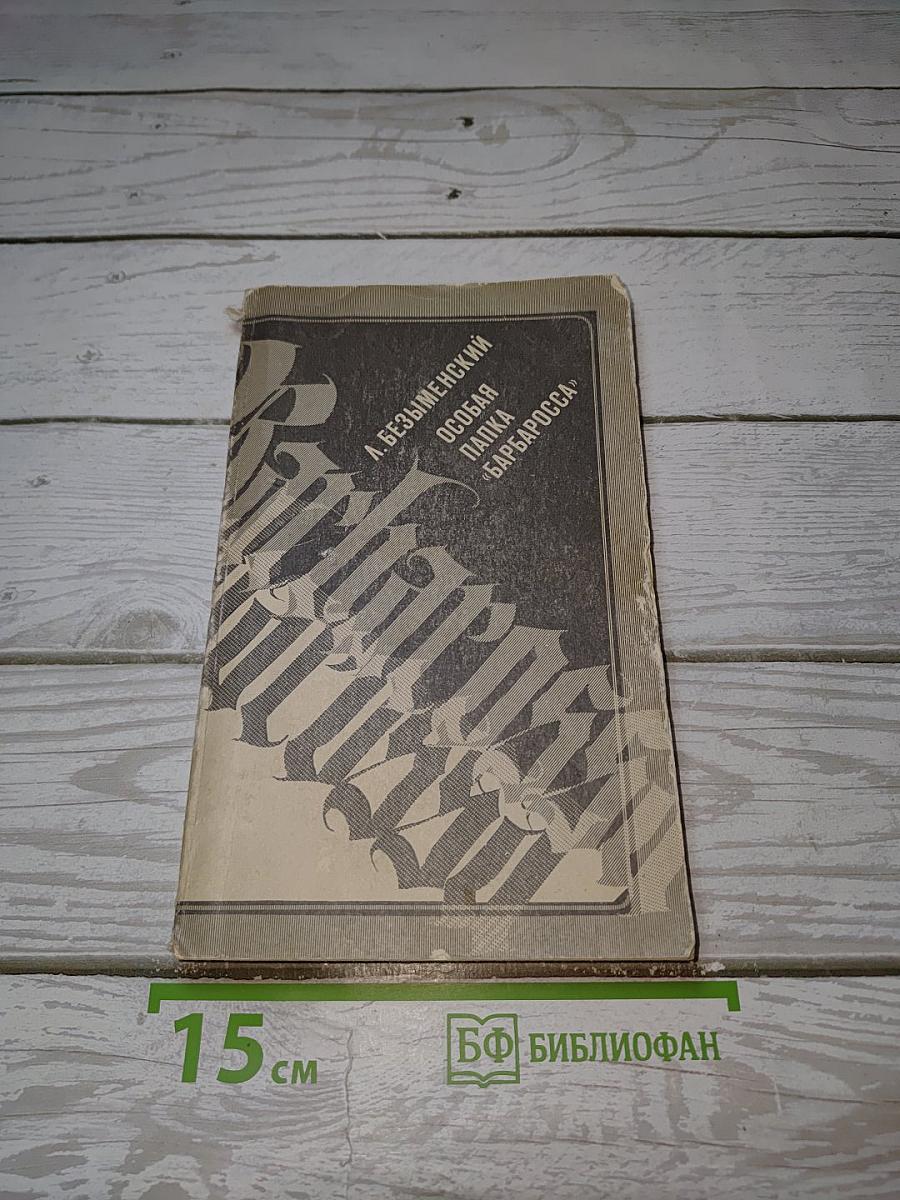 Л. БЕЗЫМЕНСКИЙ
ОСОБАЯ
ПАПКА
«БАРБАРОССА»
15 см
БФ БИБЛИОФАН